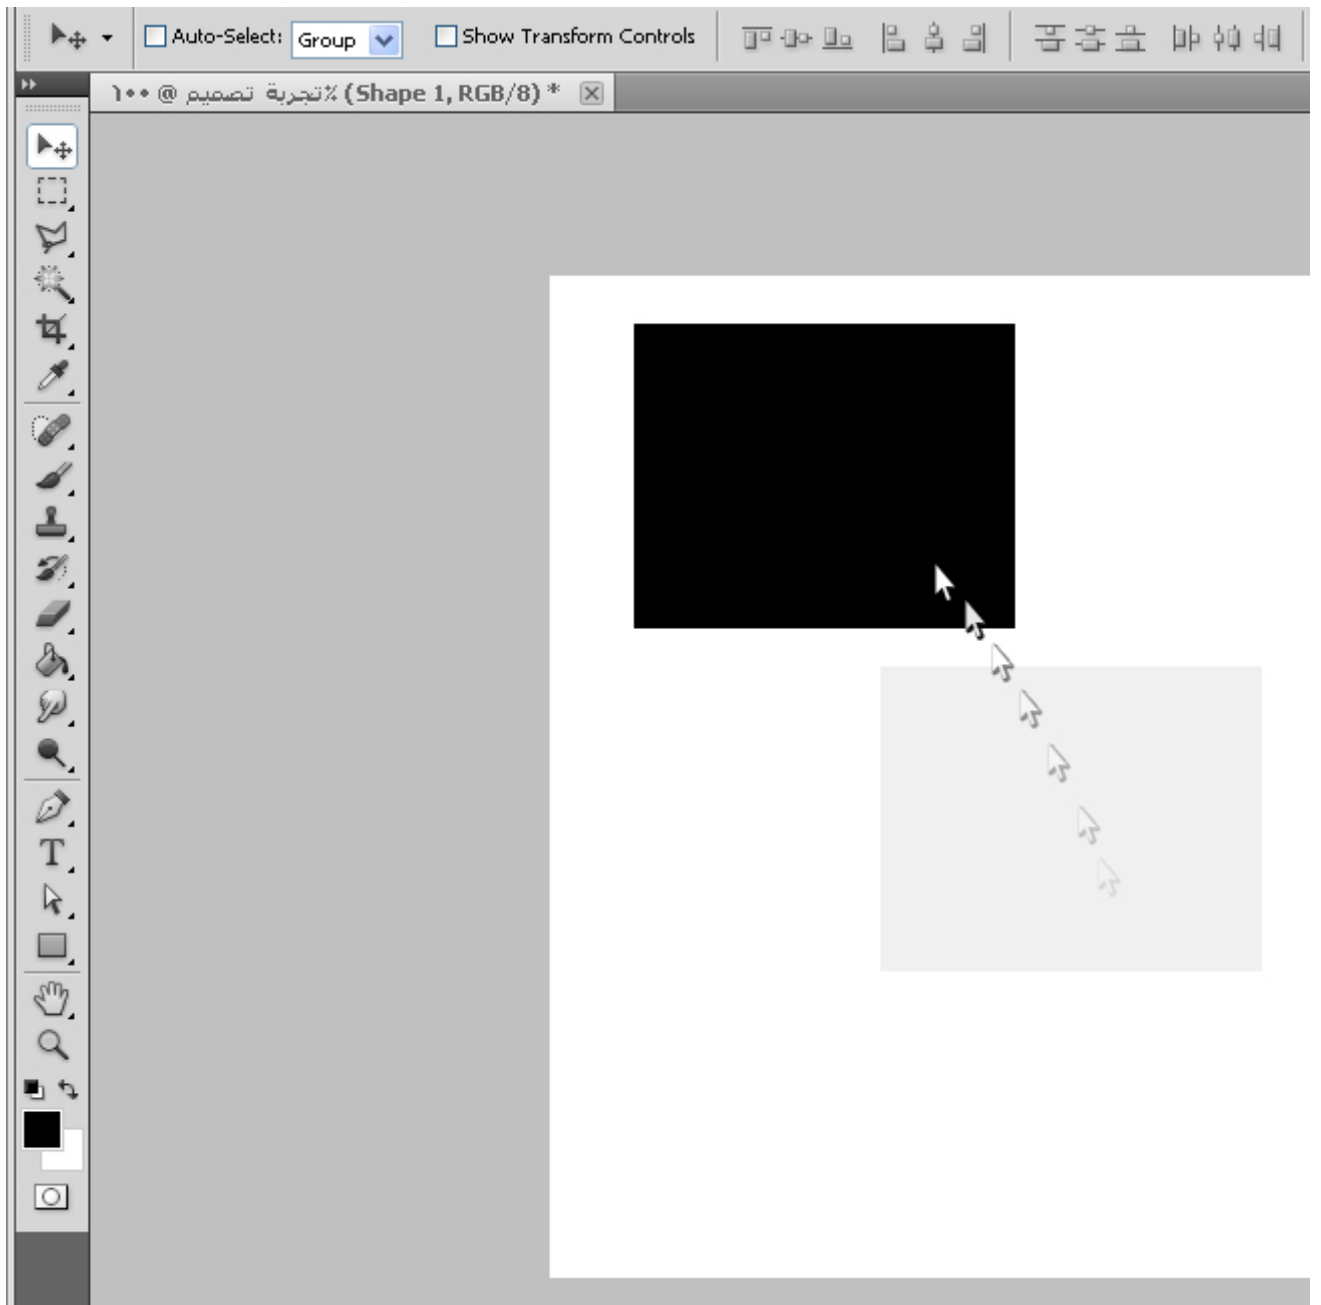 Auto-Select: Group Show Transform Controls
تجربة تصميم @ ١٠٠% (Shape 1, RGB/8) *